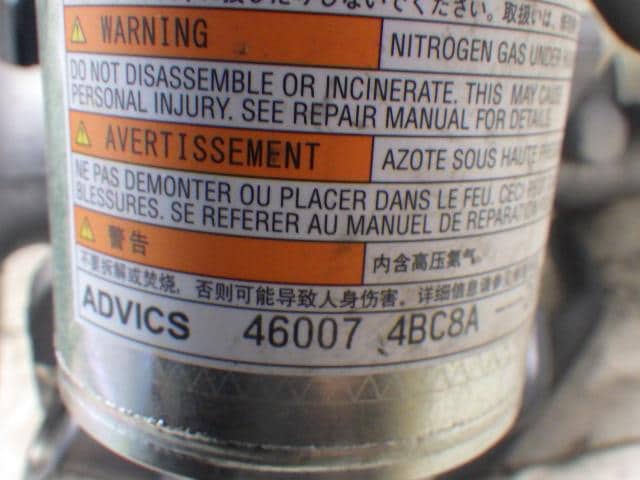 ないでください。取扱いは、
WARNING NITROGEN GAS UNDER
DO NOT DISASSEMBLE OR INCINERATE. THIS MAY CAUS
PERSONAL INJURY. SEE REPAIR MANUAL FOR DETAILS.
AVERTISSEMENT AZOTE SOUS HAUTE PRE
NE PAS DEMONTER OU PLACER DANS LE FEU. CECI PEUT
BLESSURES. SE REFERER AU MANUEL DE REPARATION
警告 内含高压氮气
不要拆解或焚烧, 否则可能导致人身伤害。详细信息请参见
ADVICS 46007 4BC8A